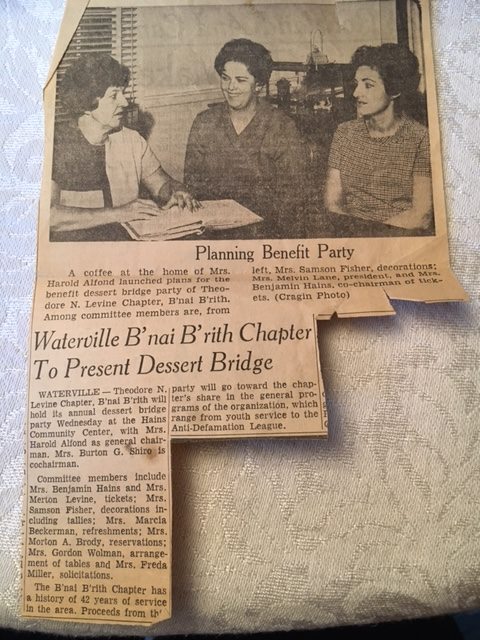 Planning Benefit Party
A coffee at the home of Mrs.
Harold Alfond launched plans for the
benefit dessert bridge party of Theo-
dore N. Levine Chapter, B'nai B'rith.
Among committee members are, from
left, Mrs. Samson Fisher, decorations;
Mrs. Melvin Lane, president, and Mrs.
Benjamin Hains, co-chairman of tick-
ets. (Cragin Photo)
Waterville B'nai B'rith Chapter
To Present Dessert Bridge
WATERVILLE — Theodore N.
Levine Chapter, B'nai B'rith will
hold its annual dessert bridge
party Wednesday at the Hains
Community Center, with Mrs.
Harold Alfond as general chair-
man. Mrs. Burton G. Shiro is
cochairman.
Committee members include
Mrs. Benjamin Hains and Mrs.
Merton Levine, tickets; Mrs.
Samson Fisher, decorations in-
cluding tallies; Mrs. Marcia
Beckerman, refreshments; Mrs.
Morton A. Brody, reservations;
Mrs. Gordon Wolman, arrange-
ment of tables and Mrs. Freda
Miller, solicitations.
The B'nai B'rith Chapter has
a history of 42 years of service
in the area. Proceeds from th
party will go toward the chap-
ter's share in the general pro-
grams of the organization, which
range from youth service to the
Anti-Defamation League.